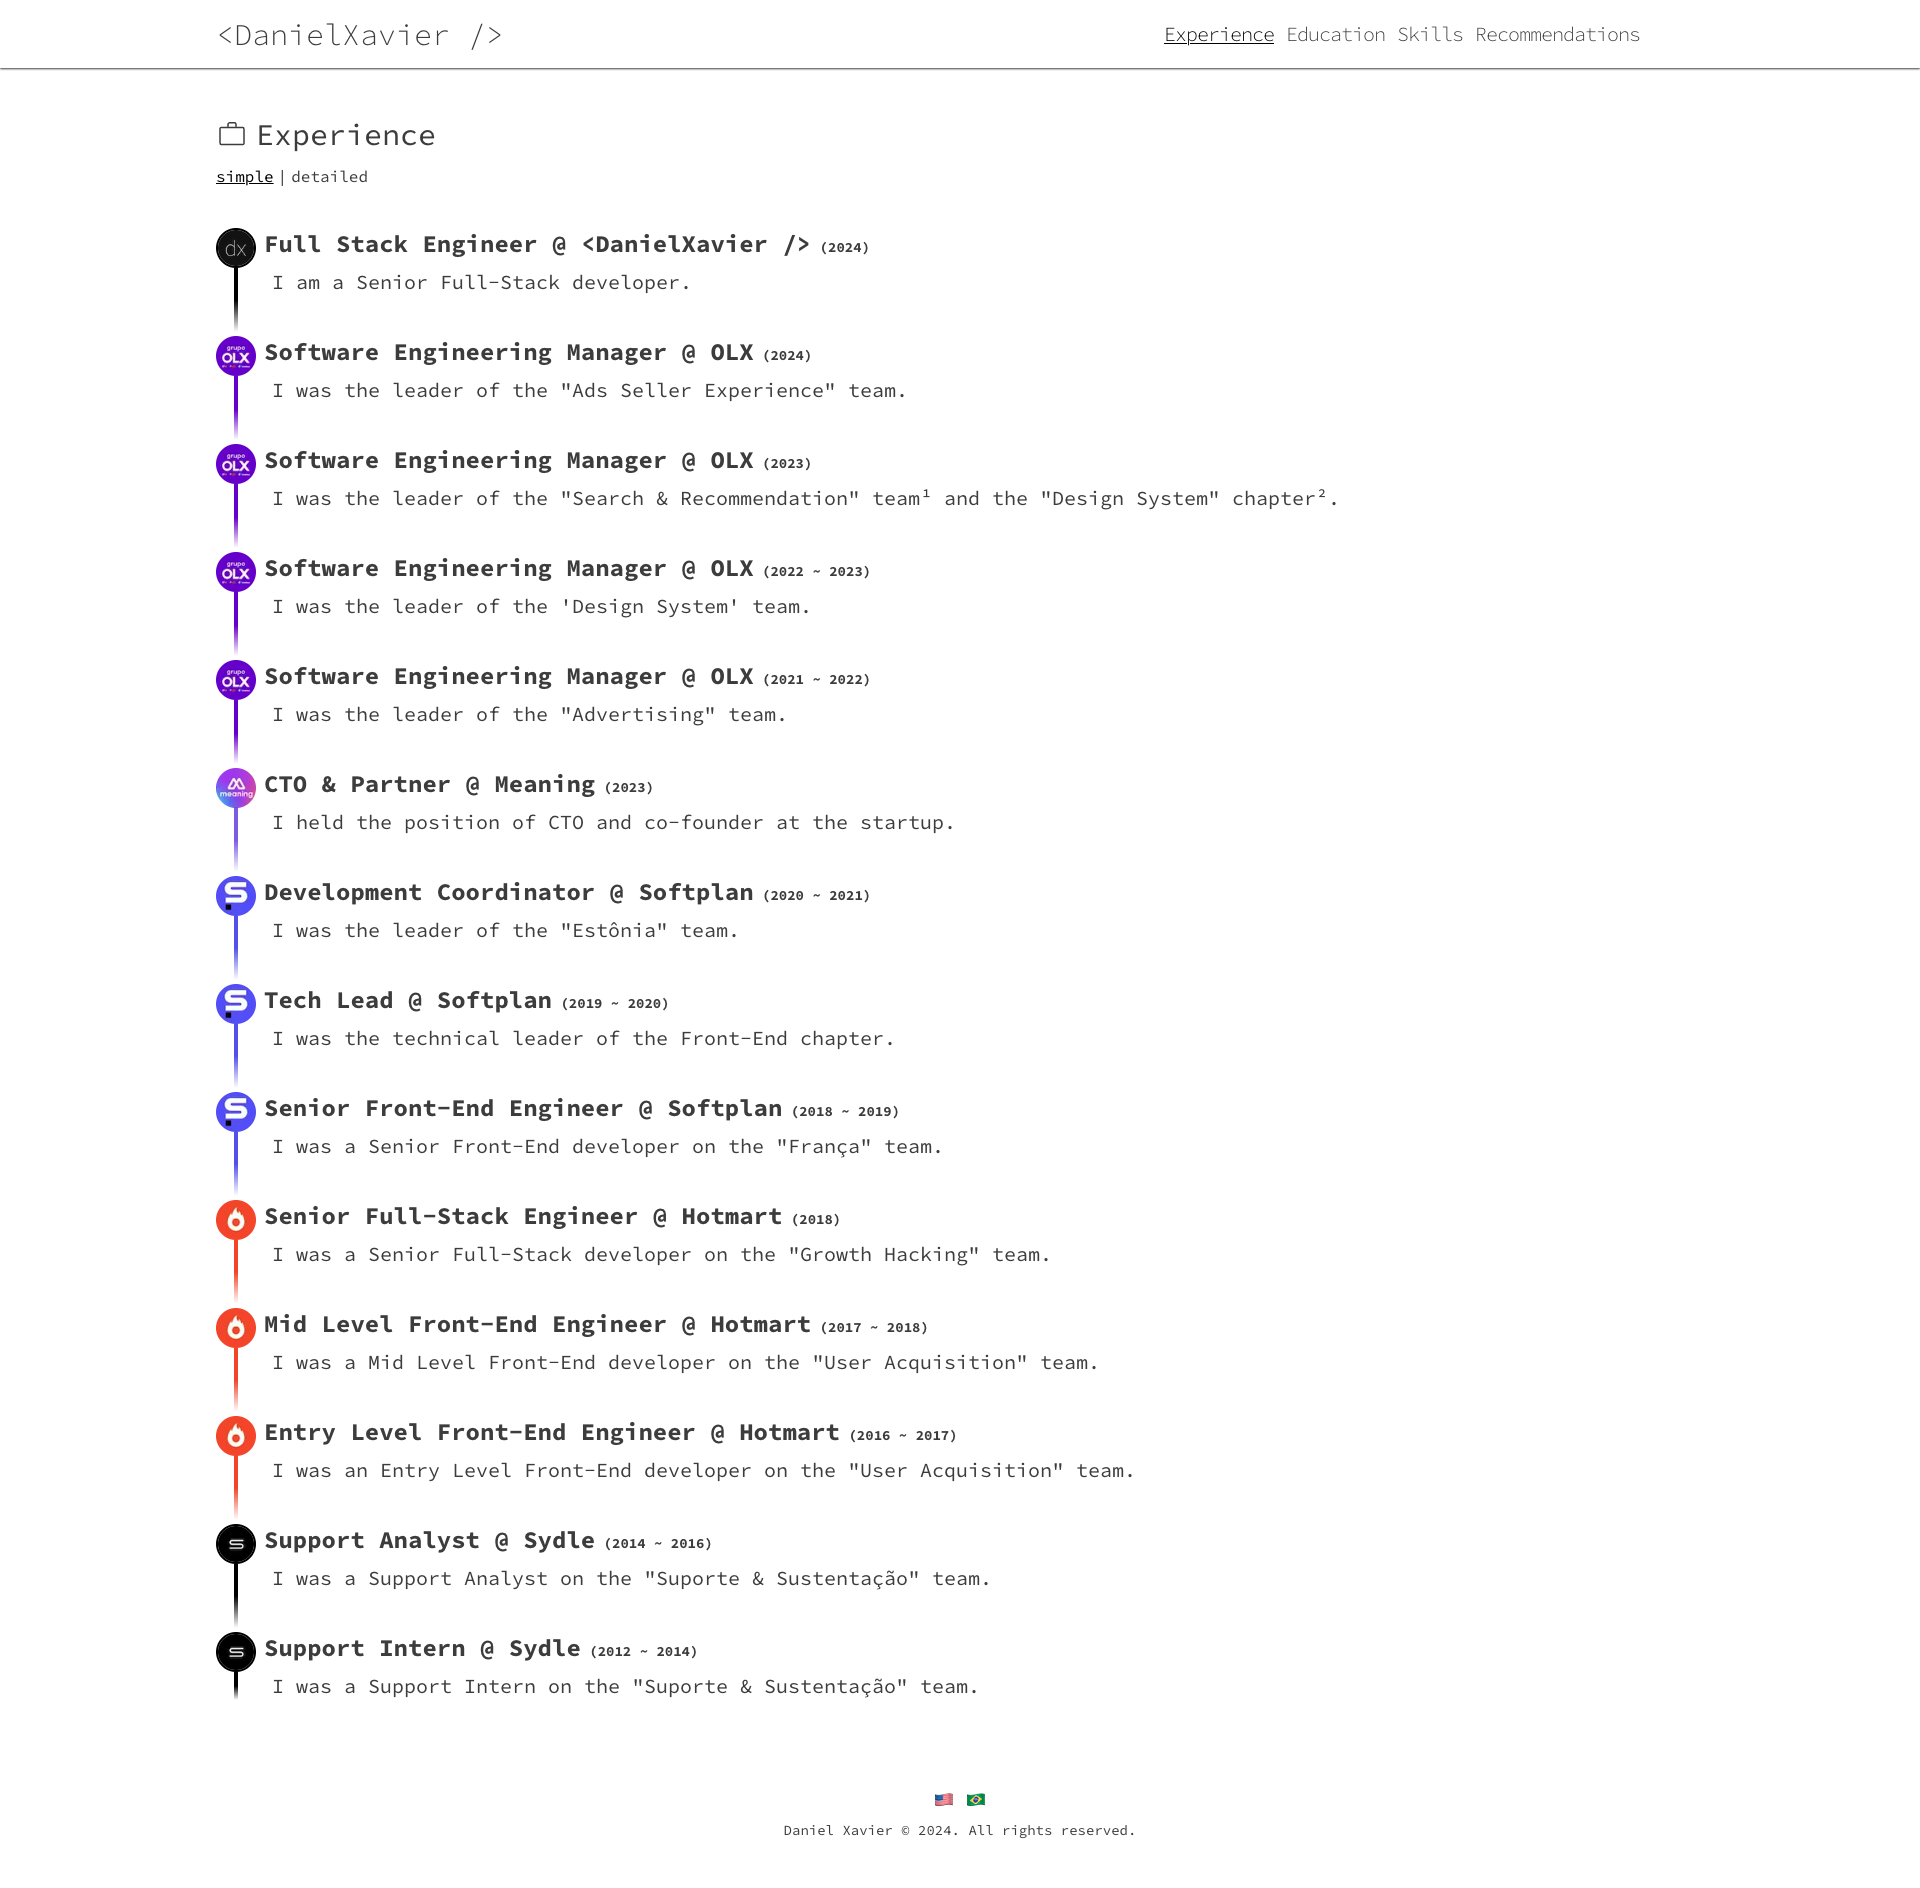 <DanielXavier />
Experience Education Skills Recommendations
Experience
simple | detailed
dx
Full Stack Engineer @ <DanielXavier /> (2024)
I am a Senior Full-Stack developer.
grupo
OLX
Software Engineering Manager @ OLX (2024)
I was the leader of the "Ads Seller Experience" team.
grupo
OLX
Software Engineering Manager @ OLX (2023)
I was the leader of the "Search & Recommendation" team¹ and the "Design System" chapter².
grupo
OLX
Software Engineering Manager @ OLX (2022 ~ 2023)
I was the leader of the 'Design System' team.
grupo
OLX
Software Engineering Manager @ OLX (2021 ~ 2022)
I was the leader of the "Advertising" team.
meaning
CTO & Partner @ Meaning (2023)
I held the position of CTO and co-founder at the startup.
Development Coordinator @ Softplan (2020 ~ 2021)
I was the leader of the "Estônia" team.
Tech Lead @ Softplan (2019 ~ 2020)
I was the technical leader of the Front-End chapter.
Senior Front-End Engineer @ Softplan (2018 ~ 2019)
I was a Senior Front-End developer on the "França" team.
Senior Full-Stack Engineer @ Hotmart (2018)
I was a Senior Full-Stack developer on the "Growth Hacking" team.
Mid Level Front-End Engineer @ Hotmart (2017 ~ 2018)
I was a Mid Level Front-End developer on the "User Acquisition" team.
Entry Level Front-End Engineer @ Hotmart (2016 ~ 2017)
I was an Entry Level Front-End developer on the "User Acquisition" team.
Support Analyst @ Sydle (2014 ~ 2016)
I was a Support Analyst on the "Suporte & Sustentação" team.
Support Intern @ Sydle (2012 ~ 2014)
I was a Support Intern on the "Suporte & Sustentação" team.
Daniel Xavier © 2024. All rights reserved.